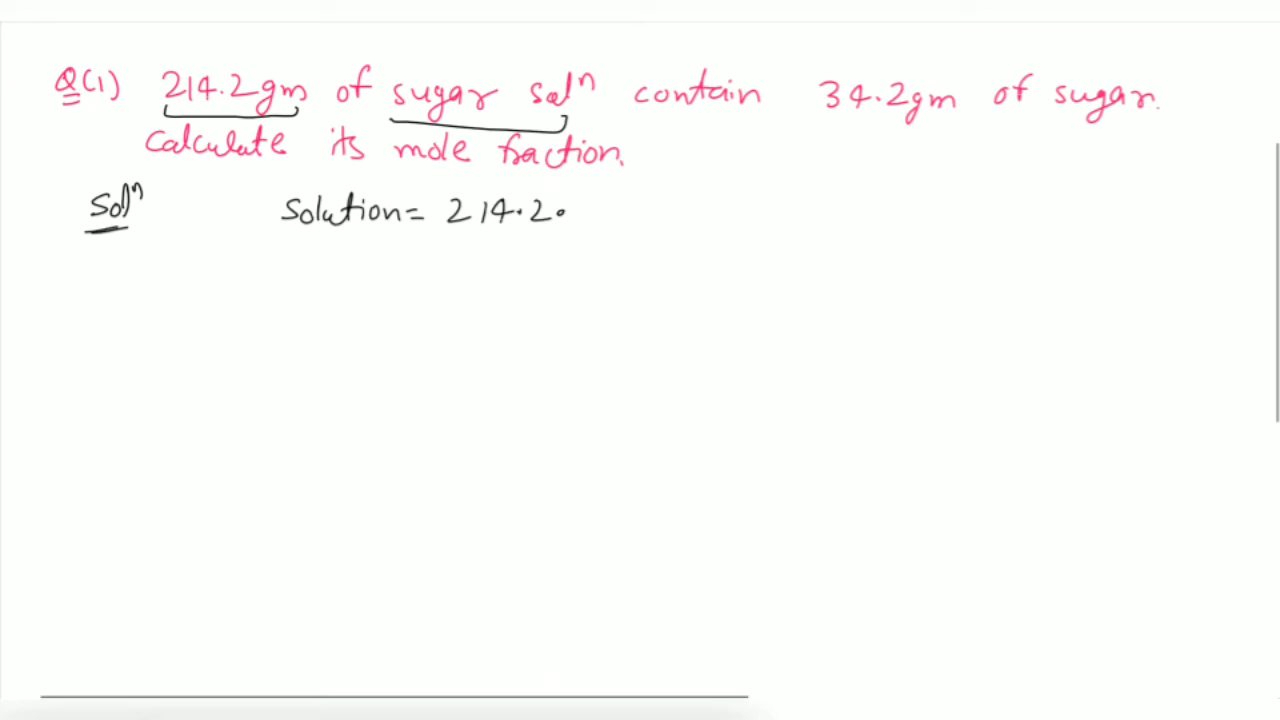 Q(1) 214.2gm of sugar solⁿ contain 34.2gm of sugar.
Calculate its mole fraction.
Solⁿ Solution= 214.2